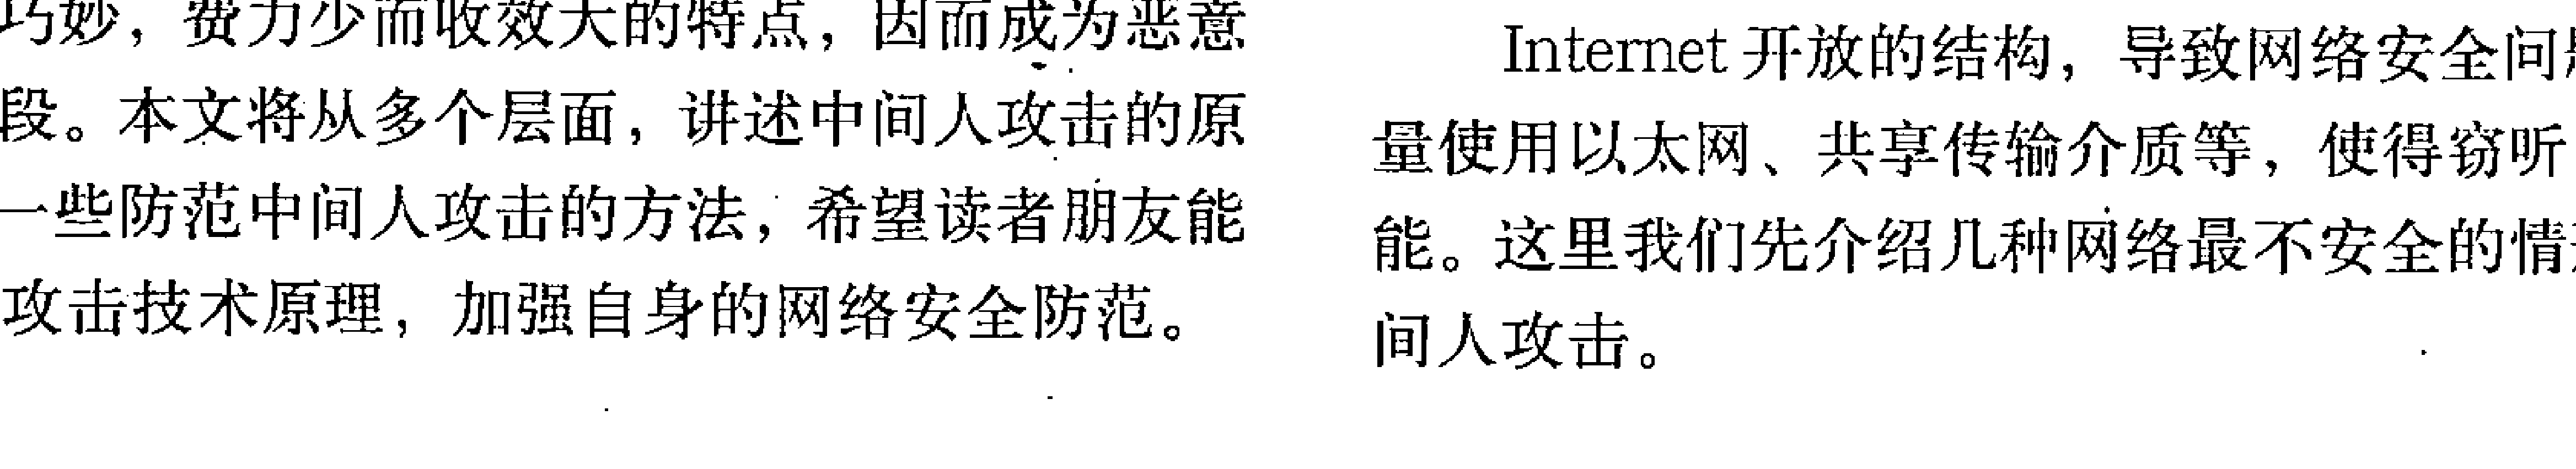 巧妙，费力少而收效大的特点，因而成为恶意
段。本文将从多个层面，讲述中间人攻击的原
一些防范中间人攻击的方法，希望读者朋友能
攻击技术原理，加强自身的网络安全防范。
Internet 开放的结构，导致网络安全问
量使用以太网、共享传输介质等，使得窃听
能。这里我们先介绍几种网络最不安全的情
间人攻击。